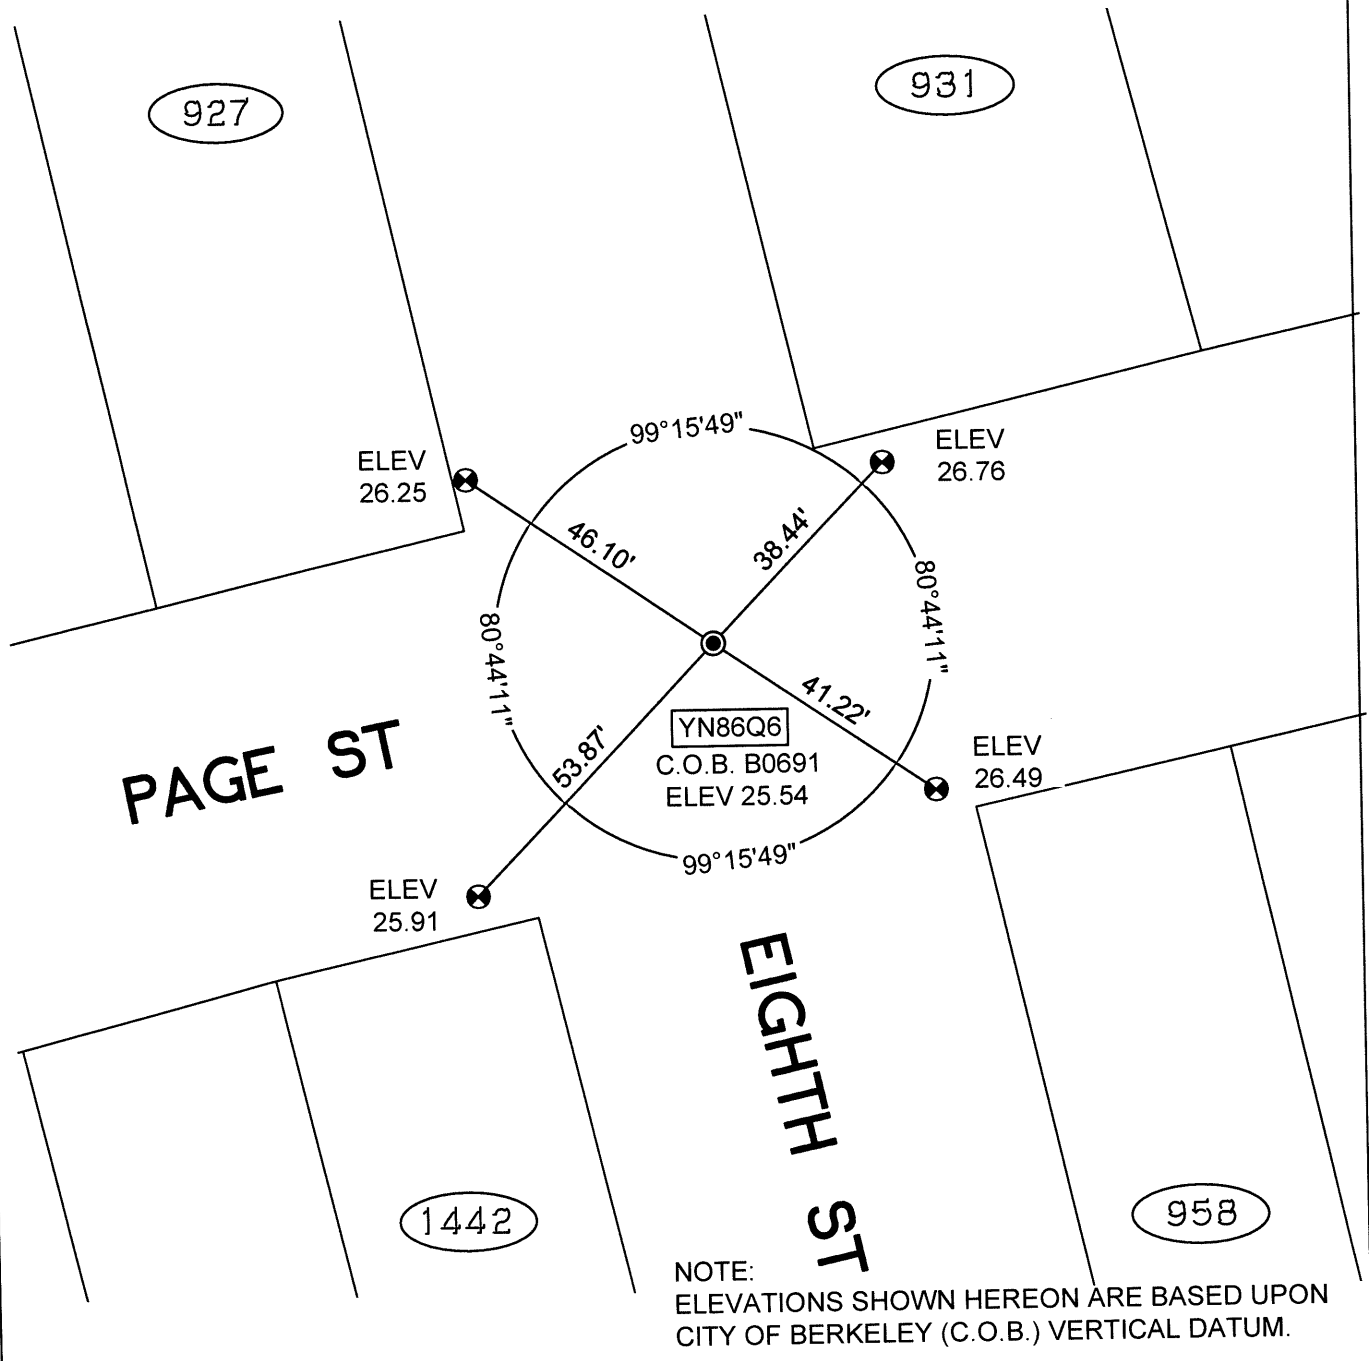 927
931
99°15'49"
ELEV
26.76
ELEV
26.25
46.10'
38.44'
80°44'11"
80°44'11"
41.22'
53.87'
YN86Q6
C.O.B. B0691
ELEV 25.54
ELEV
26.49
PAGE ST
99°15'49"
ELEV
25.91
EIGHTH ST
1442
958
NOTE:
ELEVATIONS SHOWN HEREON ARE BASED UPON
CITY OF BERKELEY (C.O.B.) VERTICAL DATUM.